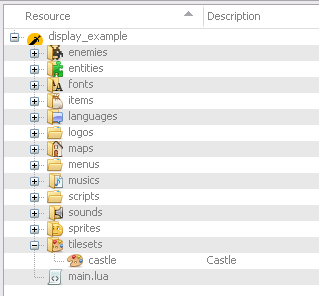 Resource Description
display_example
enemies
entities
fonts
items
languages
logos
maps
menus
musics
scripts
sounds
sprites
tilesets
castle Castle
main.lua